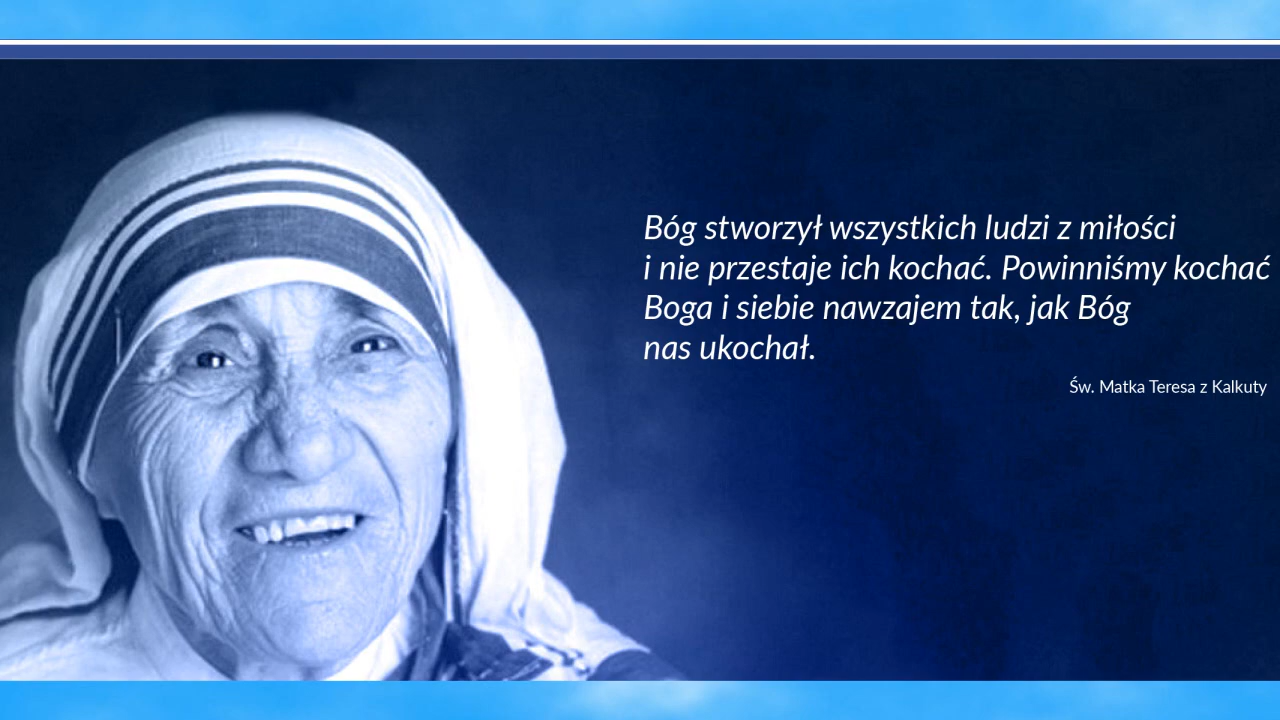 Bóg stworzył wszystkich ludzi z miłości
i nie przestaje ich kochać. Powinniśmy kochać
Boga i siebie nawzajem tak, jak Bóg
nas ukochał.
Św. Matka Teresa z Kalkuty